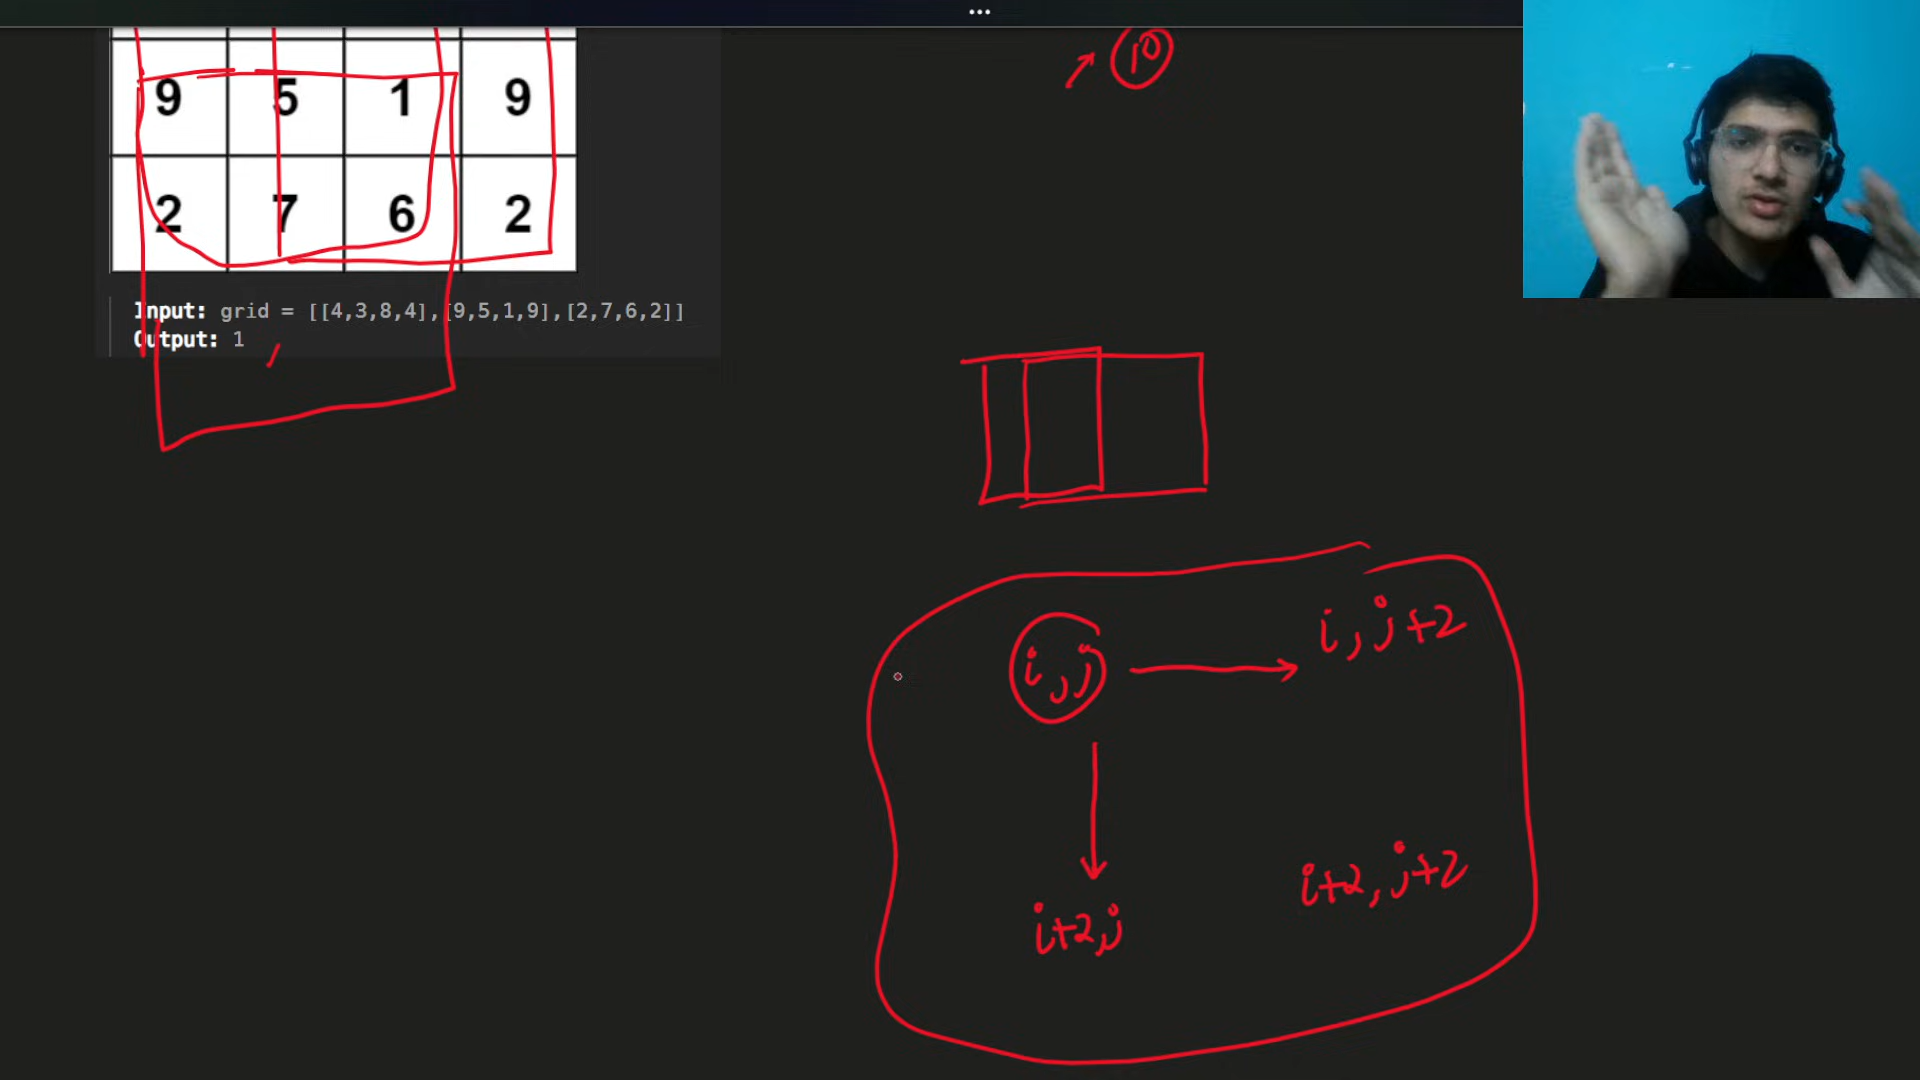 ...
10
9 5 1 9
2 7 6 2
Input: grid = [[4,3,8,4],[9,5,1,9],[2,7,6,2]]
Output: 1
i,j
i,j+2
i+2,j
i+2,j+2